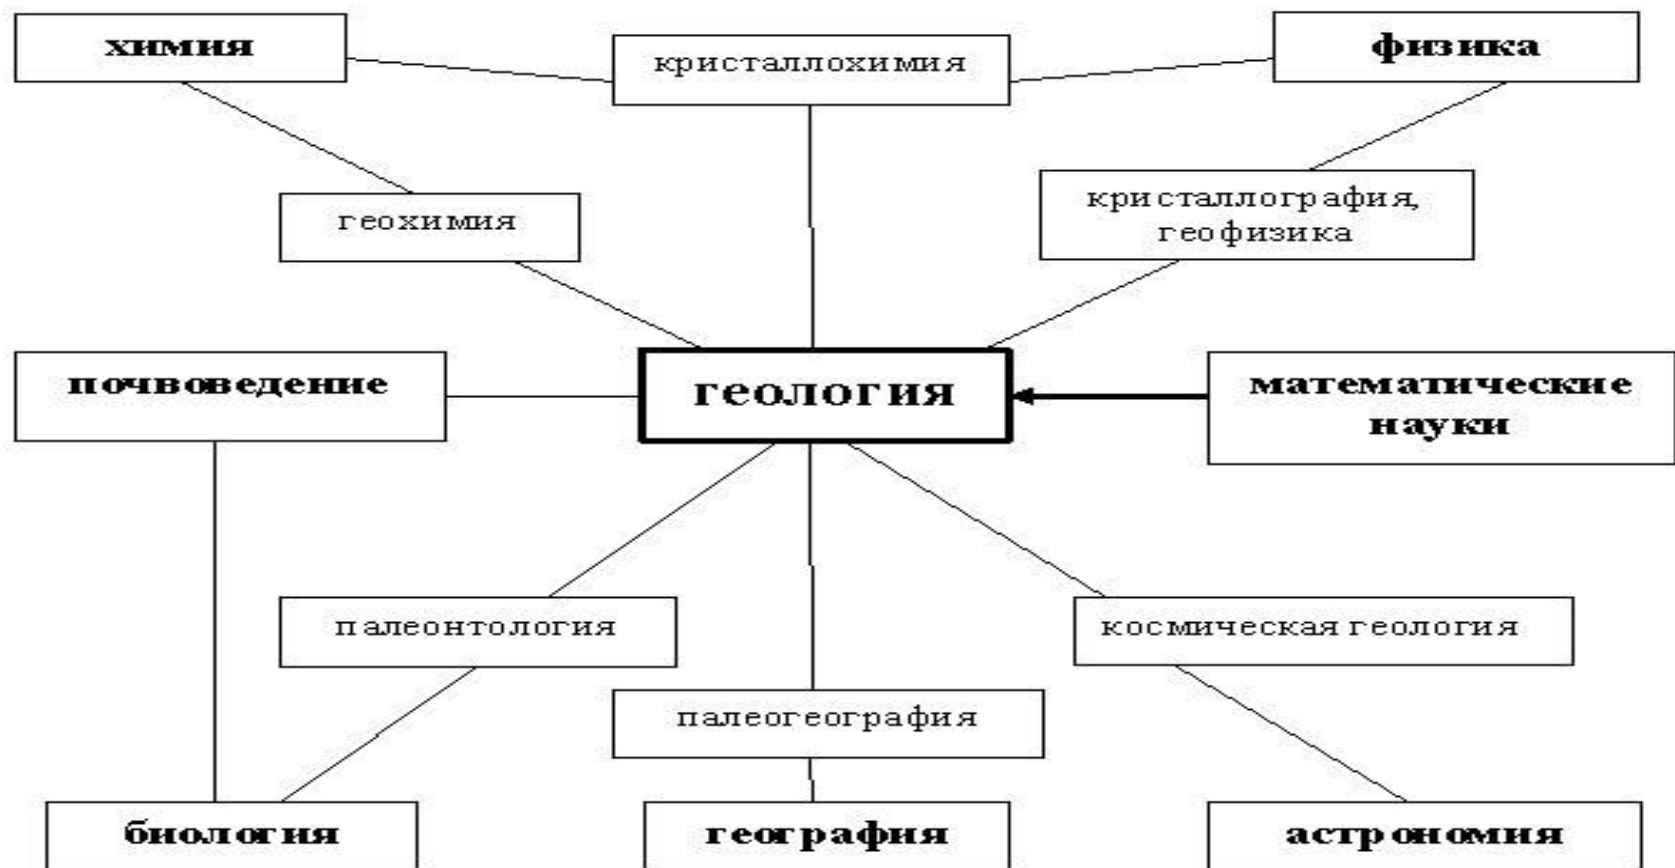 химия
кристаллохимия
физика
геохимия
кристаллография,
геофизика
почвоведение
геология
математические
науки
палеонтология
космическая геология
палеогеография
биология
география
астрономия